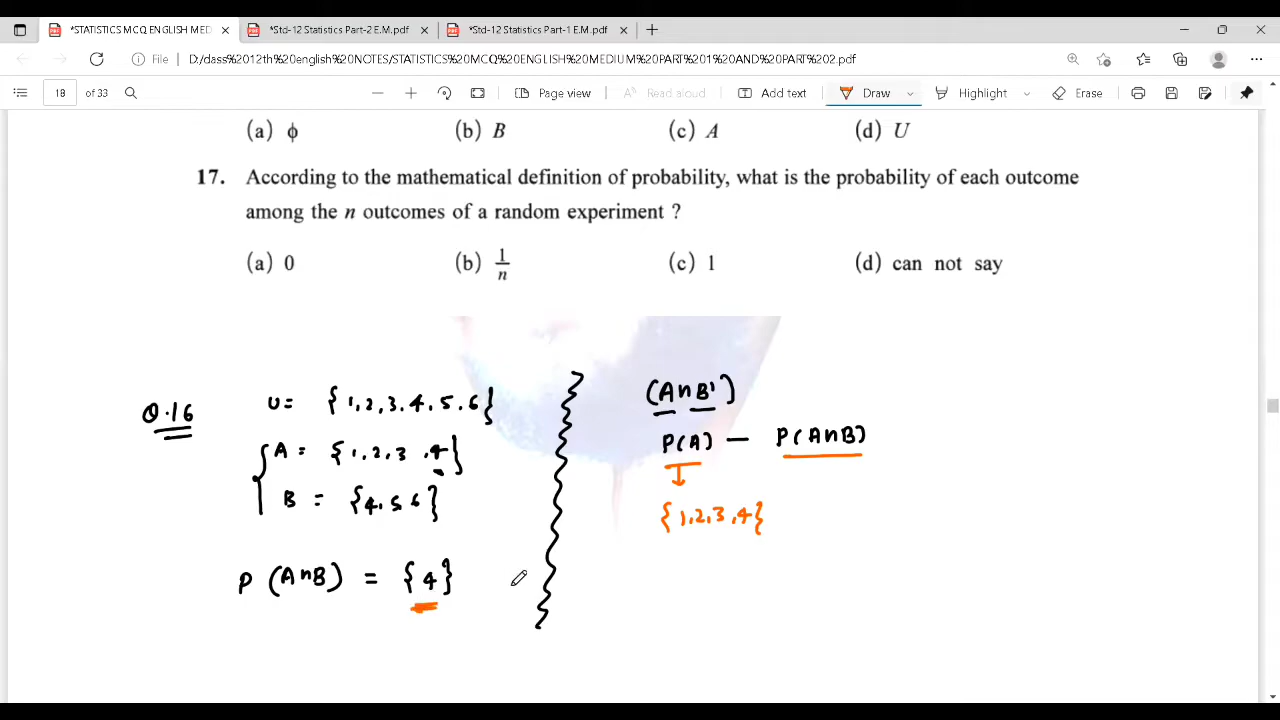 *STATISTICS MCQ ENGLISH MED
*Std-12 Statistics Part-2 E.M.pdf
*Std-12 Statistics Part-1 E.M.pdf
File D:/class%2012th%20english%20NOTES/STATISTICS%20MCQ%20ENGLISH%20MEDIUM%20PART%201%20AND%20PART%202.pdf
18 of 33 Page view Read aloud Add text Draw Highlight Erase
(a) ϕ (b) B (c) A (d) U
17. According to the mathematical definition of probability, what is the probability of each outcome
among the n outcomes of a random experiment ?
(a) 0 (b) 1/n (c) 1 (d) can not say
Q.16
U = {1,2,3,4,5,6}
A = {1,2,3,4}
B = {4,5,6}
P (A∩B) = {4}
(A∩B')
P(A) – P(A∩B)
{1,2,3,4}